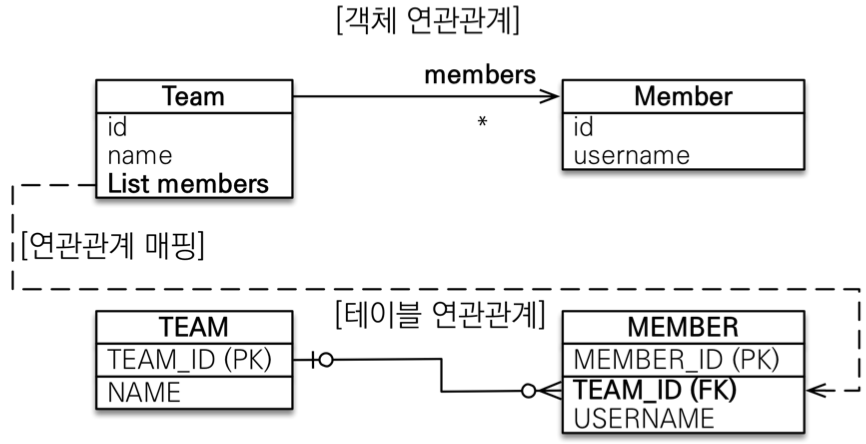 [객체 연관관계]
members
Team
Member
*
id
name
List members
id
username
[연관관계 매핑]
[테이블 연관관계]
TEAM
TEAM_ID (PK)
NAME
MEMBER
MEMBER_ID (PK)
TEAM_ID (FK)
USERNAME